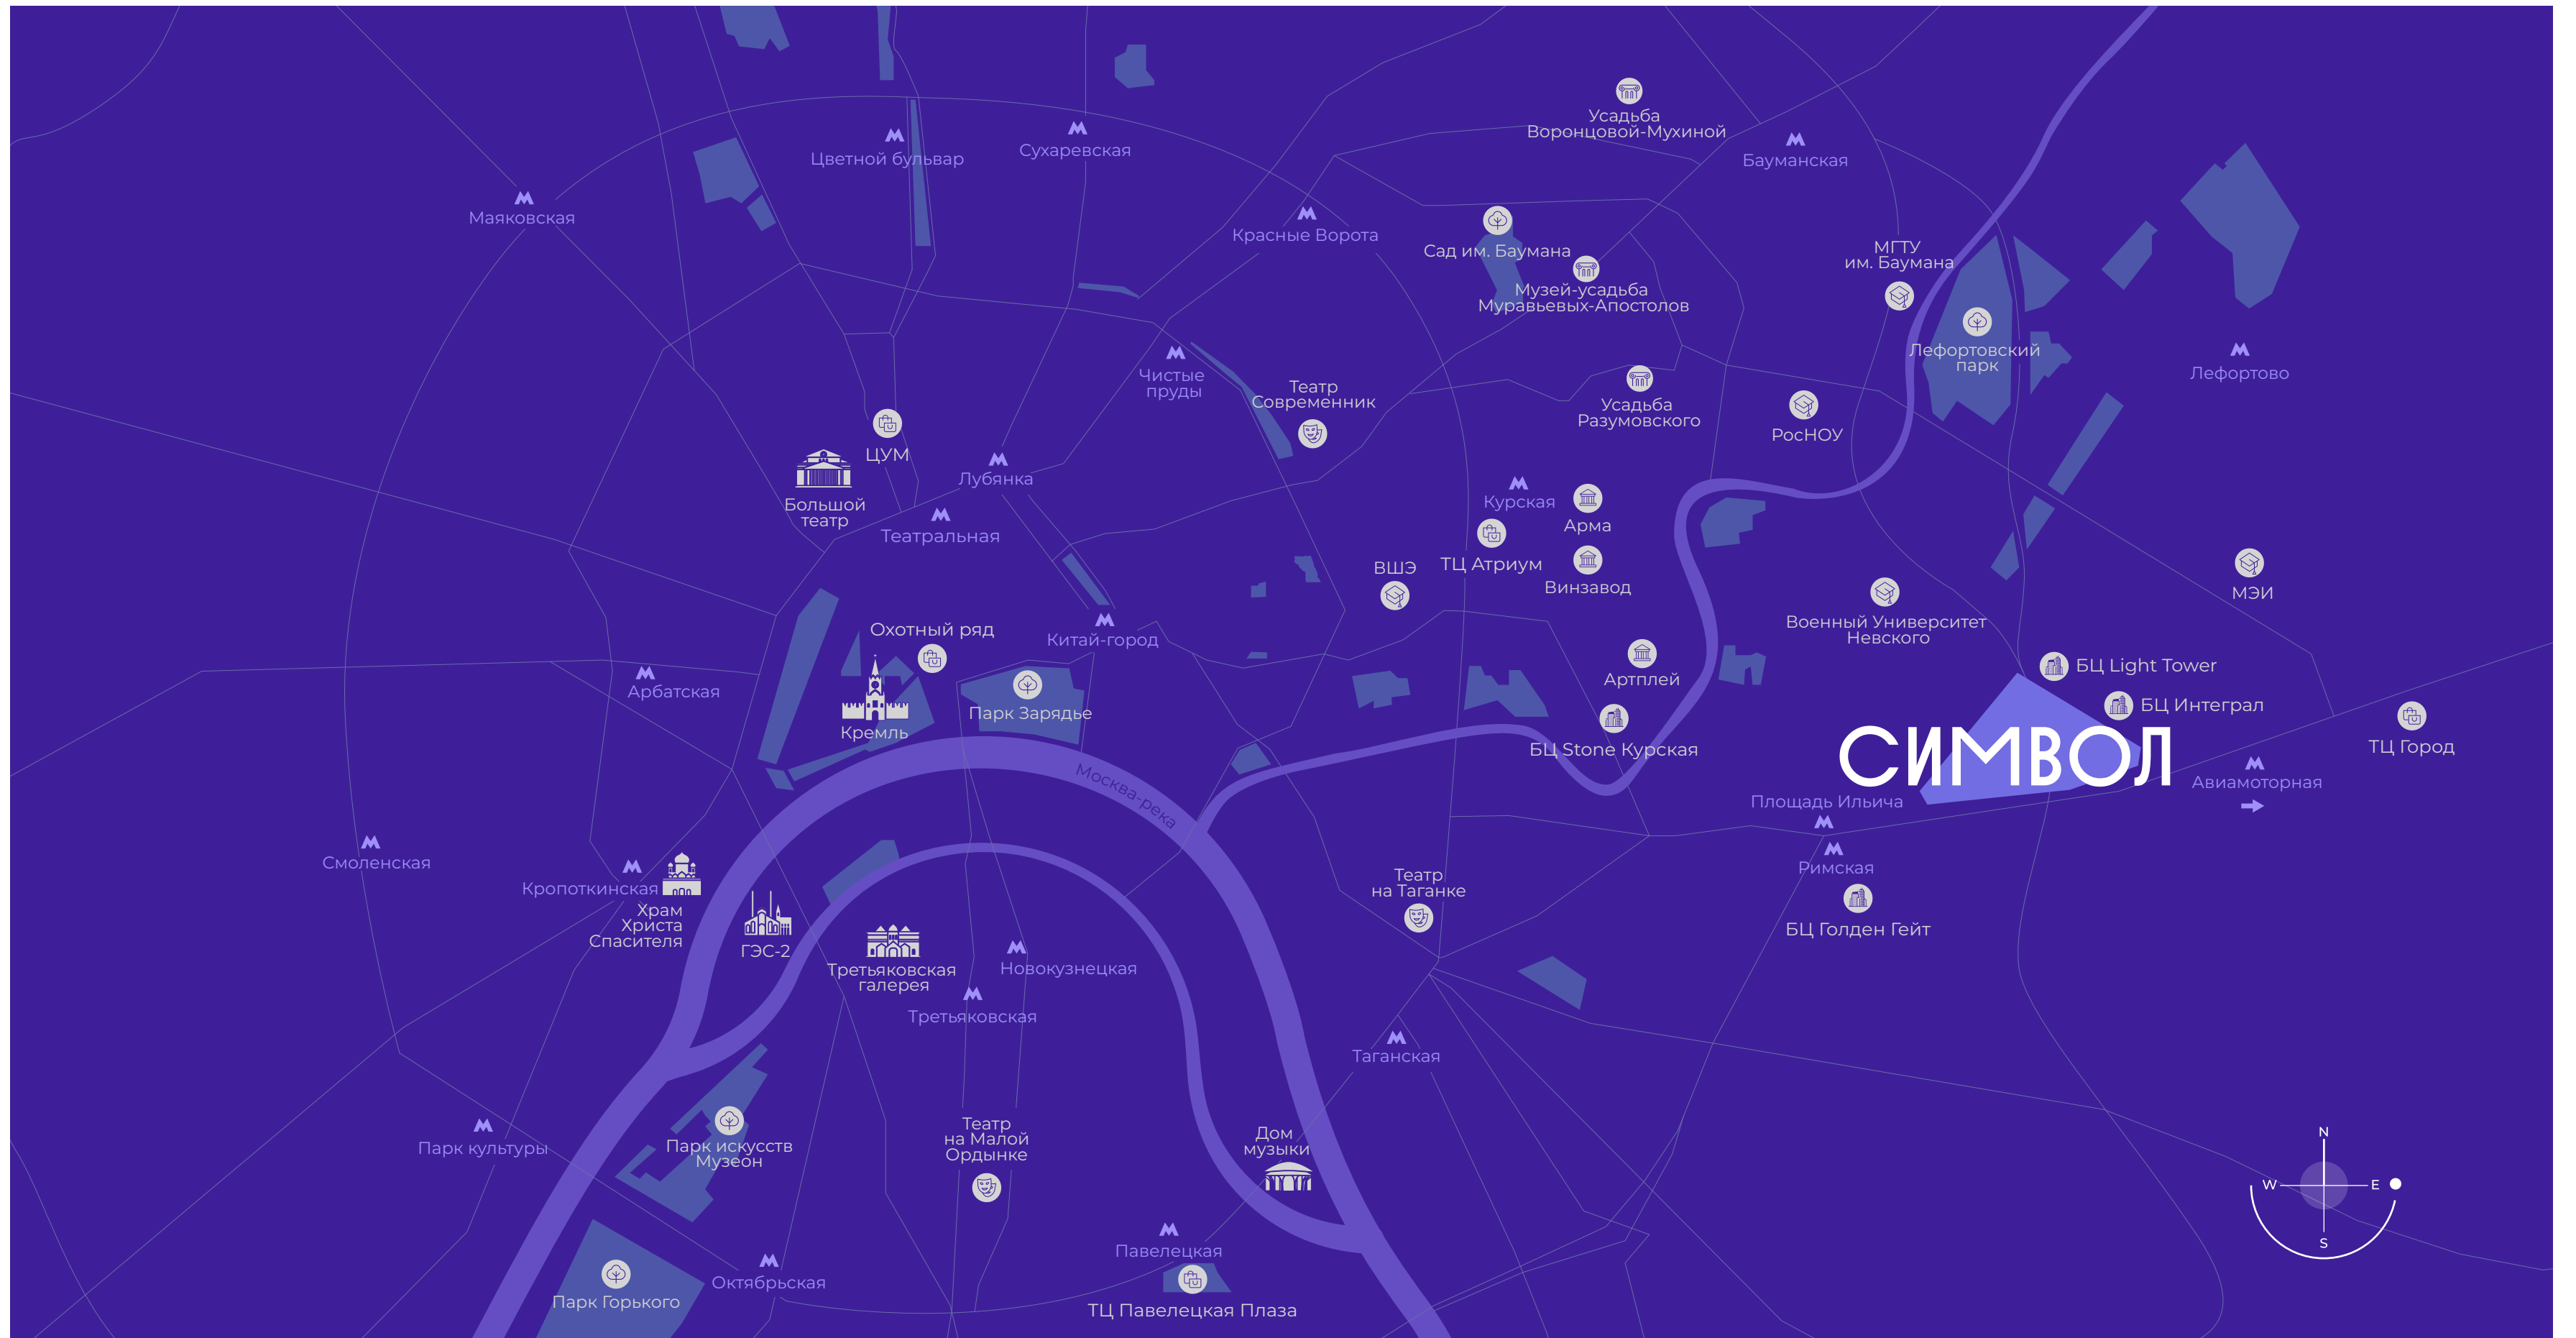 Усадьба
Воронцовой-Мухиной
Цветной бульвар
Сухаревская
Бауманская
Маяковская
Красные Ворота
Сад им. Баумана
МГТУ
им. Баумана
Музей-усадьба
Муравьевых-Апостолов
Лефортовский
парк
Лефортово
Чистые
пруды
Театр
Современник
Усадьба
Разумовского
РосНОУ
ЦУМ
Лубянка
Большой
театр
Театральная
Курская
Арма
ТЦ Атриум
ВШЭ
Винзавод
МЭИ
Военный Университет
Невского
Охотный ряд
Китай-город
БЦ Light Tower
Арбатская
Артплей
Парк Зарядье
Кремль
БЦ Интеграл
БЦ Stone Курская
СИМВОЛ
ТЦ Город
Авиамоторная
Москва-река
Площадь Ильича
Смоленская
Римская
Кропоткинская
Храм
Христа
Спасителя
Театр
на Таганке
БЦ Голден Гейт
ГЭС-2
Третьяковская
галерея
Новокузнецкая
Третьяковская
Таганская
Парк культуры
Парк искусств
Музеон
Театр
на Малой
Ордынке
Дом
музыки
N
W
E
S
Павелецкая
Октябрьская
Парк Горького
ТЦ Павелецкая Плаза